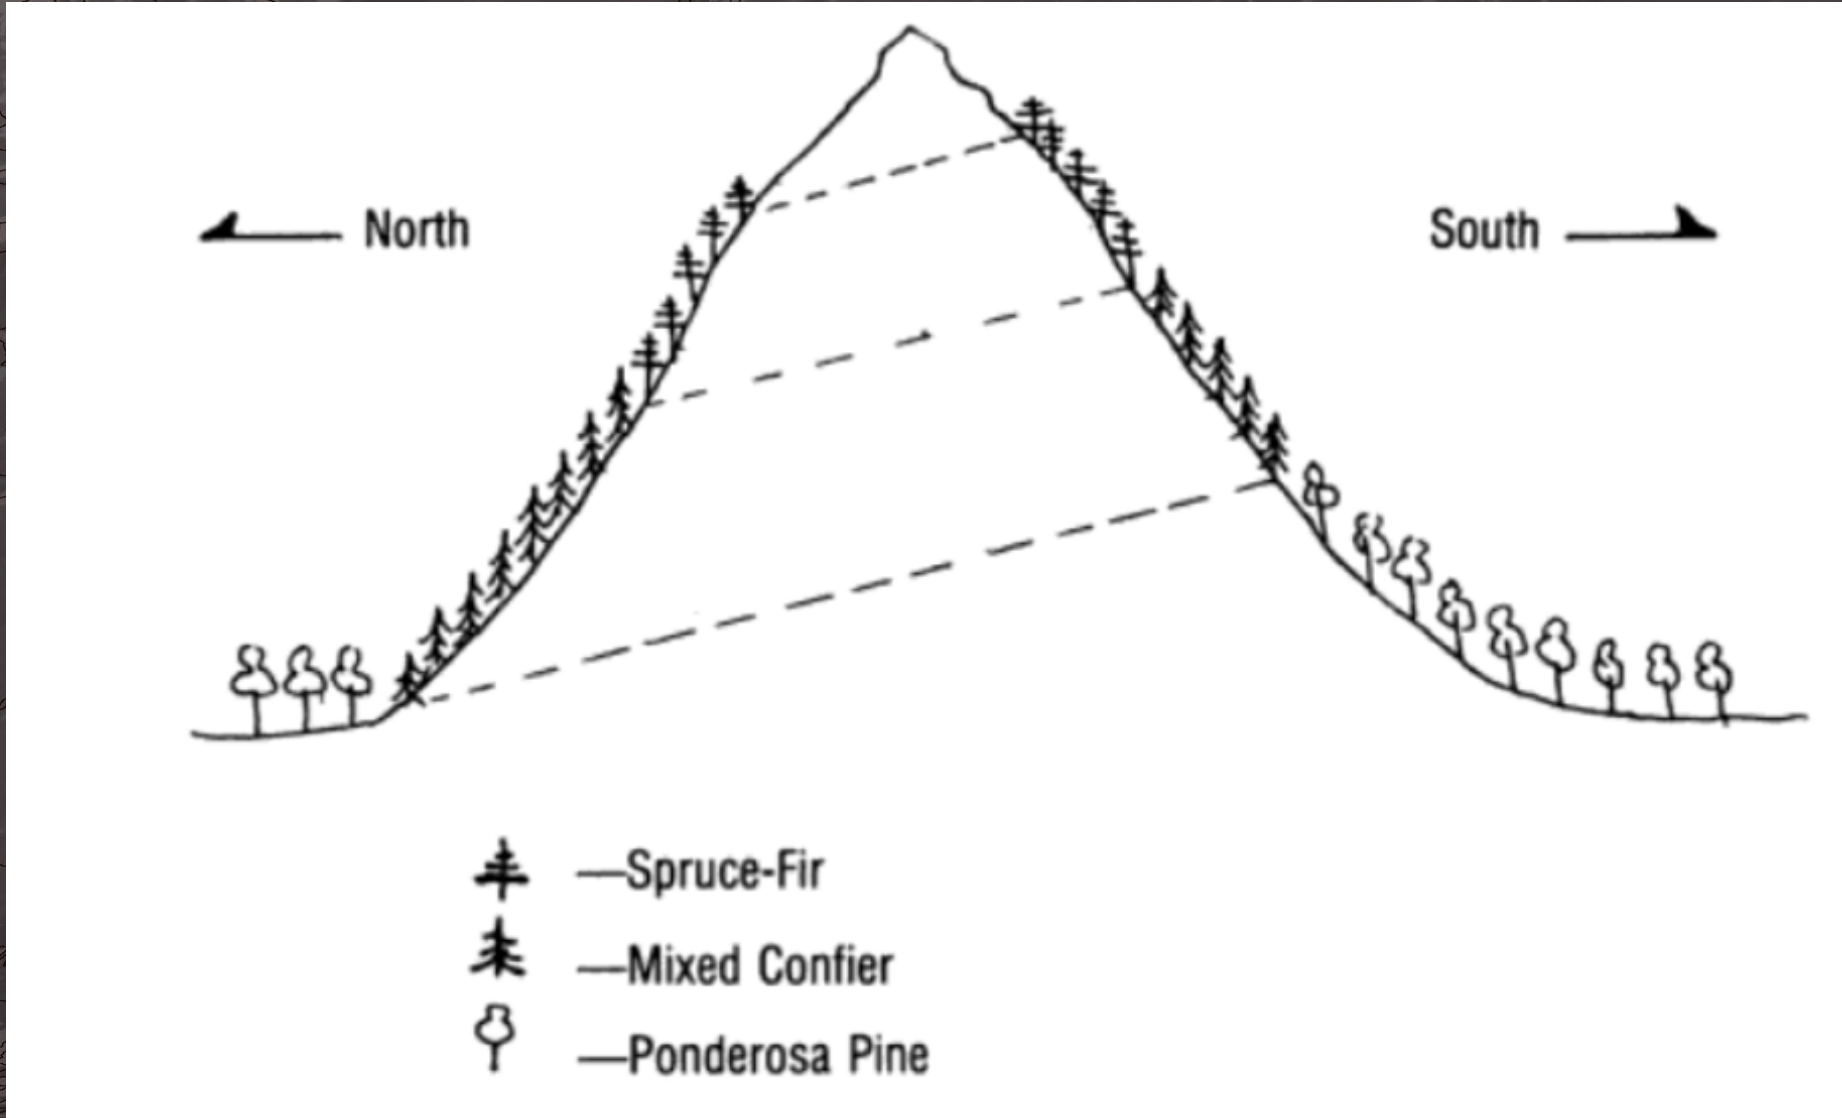 North
South
—Spruce-Fir
—Mixed Confier
—Ponderosa Pine